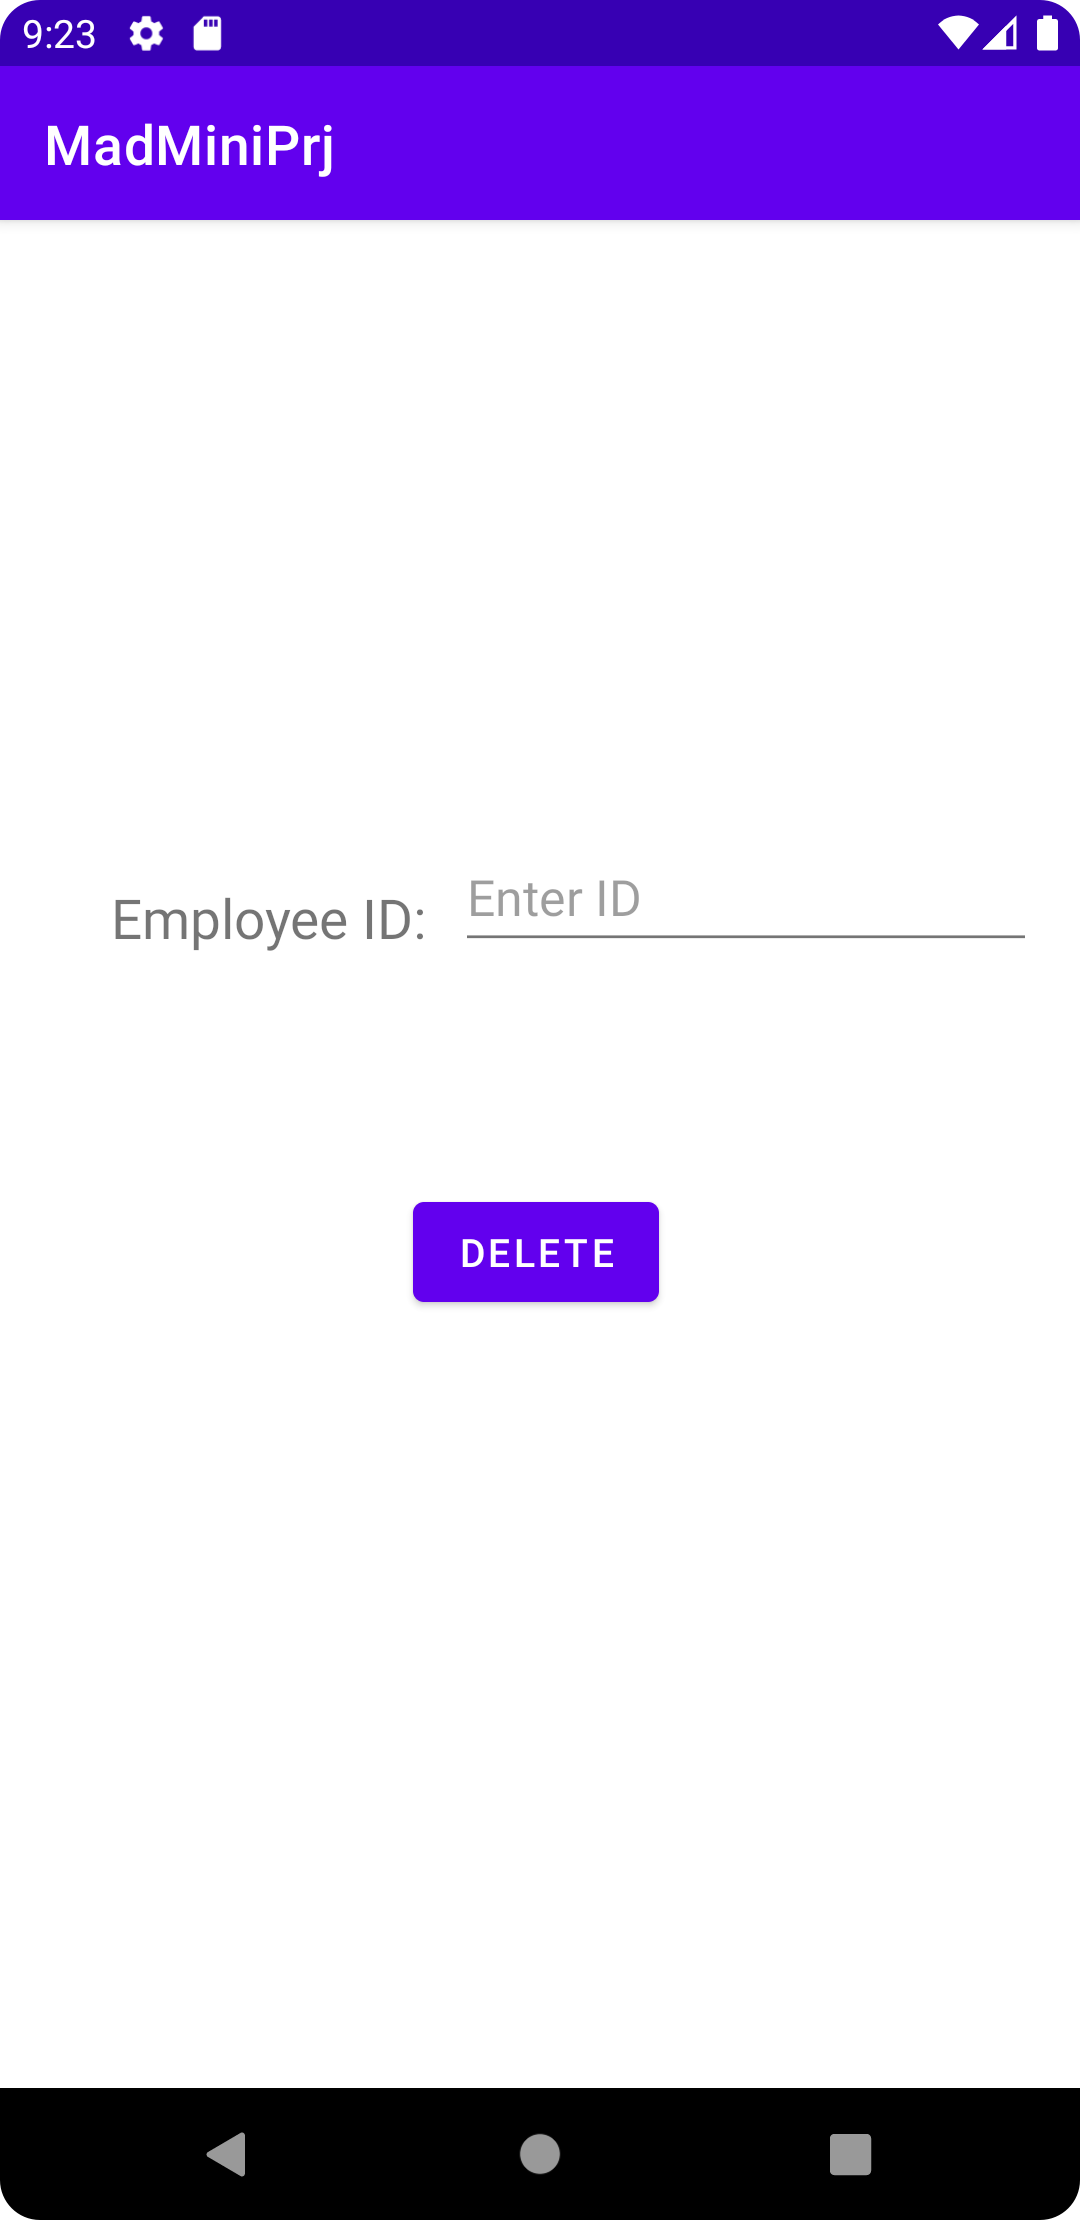 9:23
MadMiniPrj
Employee ID: Enter ID
DELETE